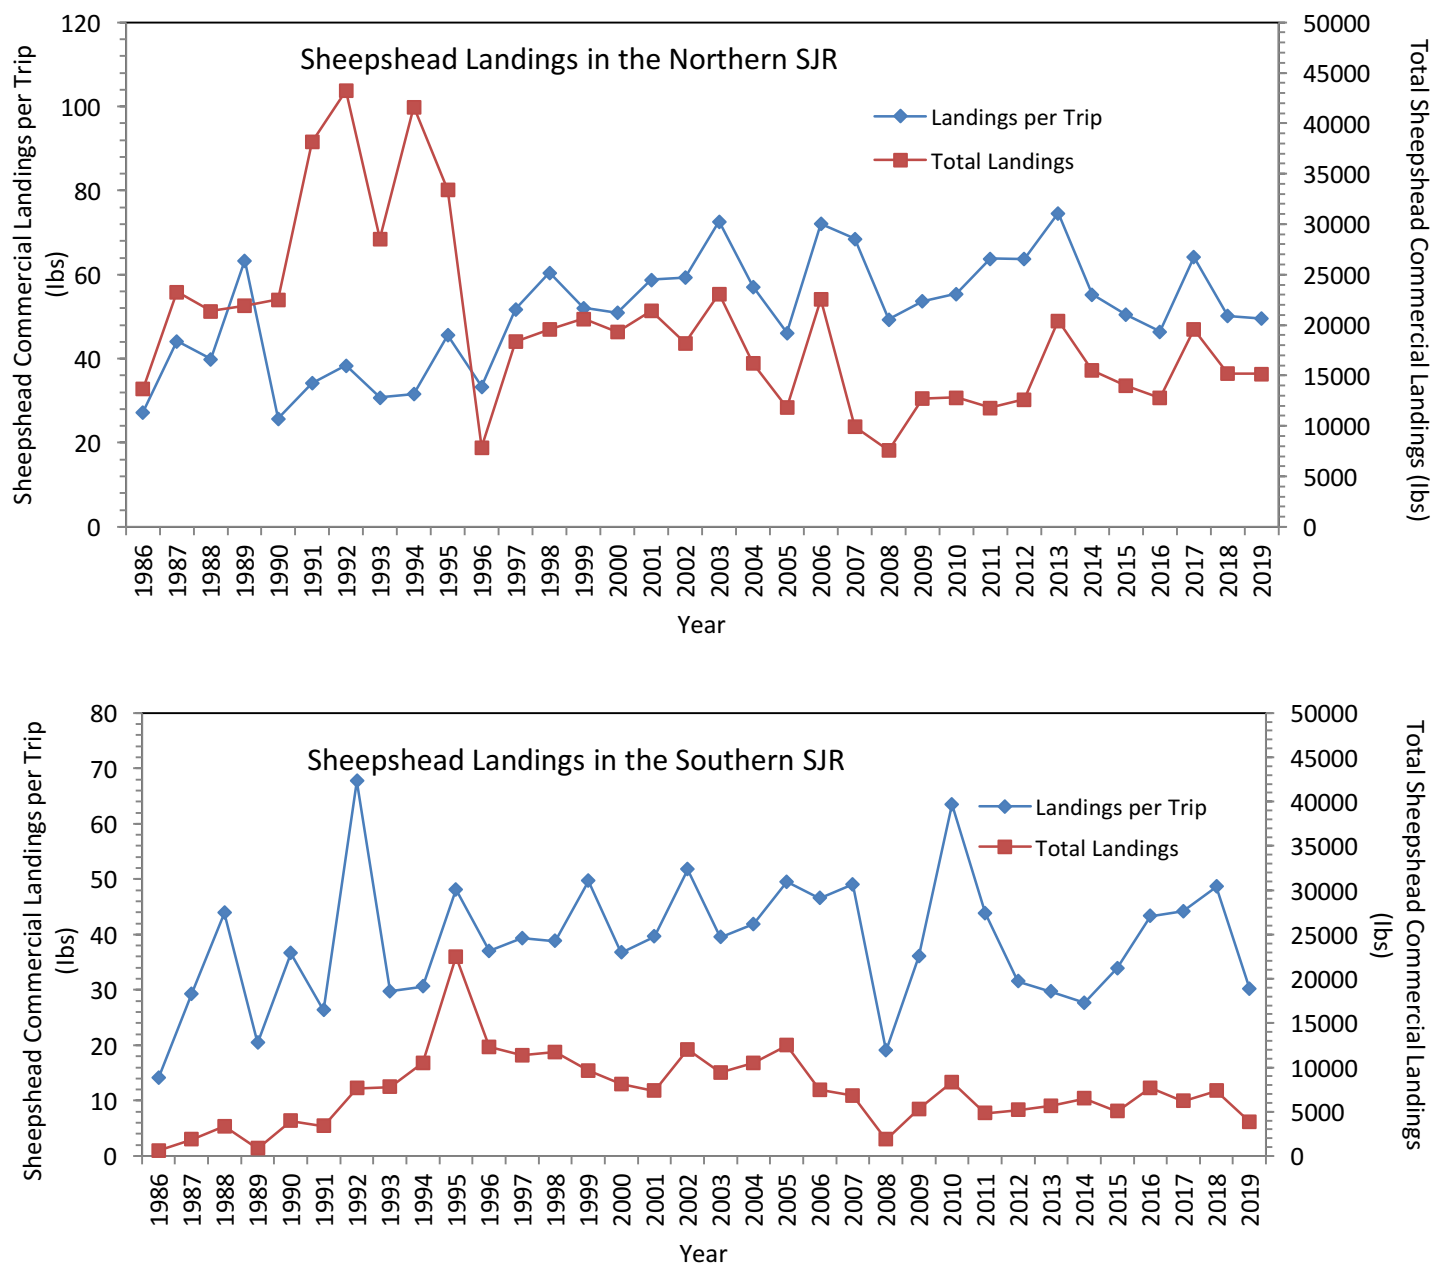 Sheepshead Landings in the Northern SJR
Sheepshead Commercial Landings per Trip
(lbs)
120
100
80
60
40
20
0
50000
45000
40000
35000
30000
25000
20000
15000
10000
5000
0
Total Sheepshead Commercial Landings (lbs)
Landings per Trip
Total Landings
1986 1987 1988 1989 1990 1991 1992 1993 1994 1995 1996 1997 1998 1999 2000 2001 2002 2003 2004 2005 2006 2007 2008 2009 2010 2011 2012 2013 2014 2015 2016 2017 2018 2019
Year
Sheepshead Landings in the Southern SJR
Sheepshead Commercial Landings per Trip
(lbs)
80
70
60
50
40
30
20
10
0
50000
45000
40000
35000
30000
25000
20000
15000
10000
5000
0
Total Sheepshead Commercial Landings
(lbs)
Landings per Trip
Total Landings
1986 1987 1988 1989 1990 1991 1992 1993 1994 1995 1996 1997 1998 1999 2000 2001 2002 2003 2004 2005 2006 2007 2008 2009 2010 2011 2012 2013 2014 2015 2016 2017 2018 2019
Year